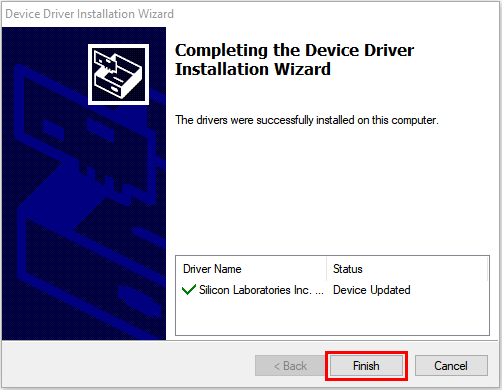 Device Driver Installation Wizard
Completing the Device Driver
Installation Wizard
The drivers were successfully installed on this computer.
Driver Name Status
Silicon Laboratories Inc. ... Device Updated
< Back Finish Cancel